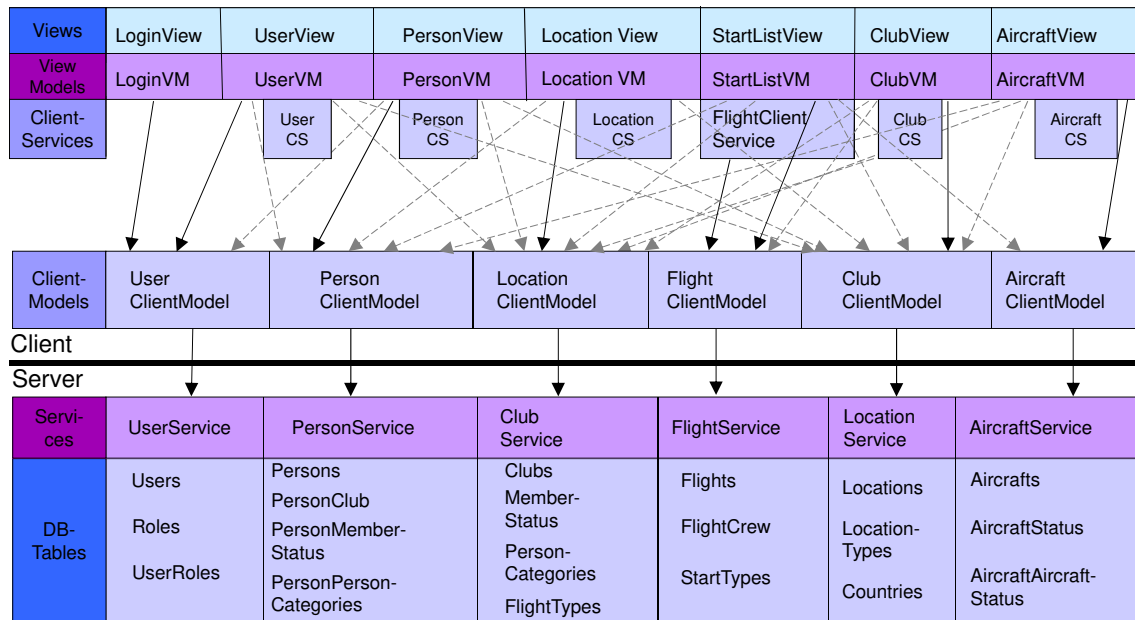 Views
LoginView
UserView
PersonView
Location View
StartListView
ClubView
AircraftView
View
Models
LoginVM
UserVM
PersonVM
Location VM
StartListVM
ClubVM
AircraftVM
Client-
Services
User
CS
Person
CS
Location
CS
FlightClient
Service
Club
CS
Aircraft
CS
Client-
Models
User
ClientModel
Person
ClientModel
Location
ClientModel
Flight
ClientModel
Club
ClientModel
Aircraft
ClientModel
Client
Server
Servi-
ces
UserService
PersonService
Club
Service
FlightService
Location
Service
AircraftService
DB-
Tables
Users
Roles
UserRoles
Persons
PersonClub
PersonMember-
Status
PersonPerson-
Categories
Clubs
Member-
Status
Person-
Categories
FlightTypes
Flights
FlightCrew
StartTypes
Locations
Location-
Types
Countries
Aircrafts
AircraftStatus
AircraftAircraft-
Status